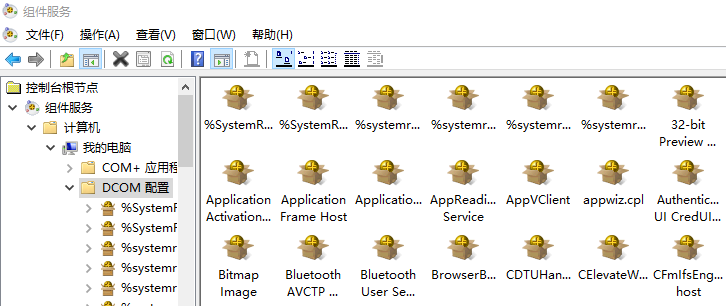 组件服务
文件(F) 操作(A) 查看(V) 窗口(W) 帮助(H)
控制台根节点
组件服务
计算机
我的电脑
COM+ 应用程
DCOM 配置
%SystemF
%SystemF
%systemr
%systemr
%systemr
%SystemR... %SystemR... %systemr... %systemr... %systemr... %systemr... 32-bit
Preview ...
Application Application Applicatio... AppReadi... AppVClient appwiz.cpl Authentic...
Activation... Frame Host Service UI CredUI...
Bitmap Bluetooth Bluetooth BrowserB... CDTUHan... CElevateW... CFmIfsEng...
Image AVCTP ... User Se... host